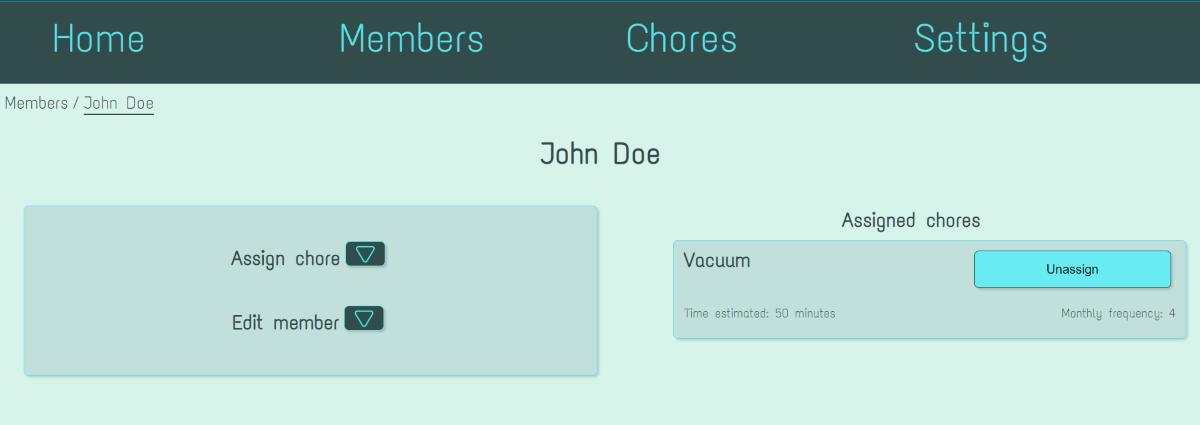 Home Members Chores Settings
Members / John Doe
John Doe
Assign chore
Edit member
Assigned chores
Vacuum
Unassign
Time estimated: 50 minutes
Monthly frequency: 4